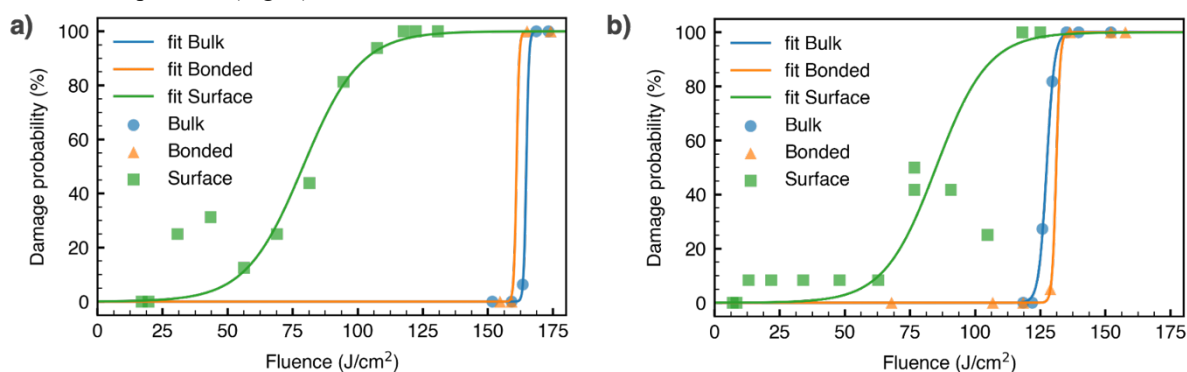 a)
Damage probability (%)
100
80
60
40
20
0
fit Bulk
fit Bonded
fit Surface
Bulk
Bonded
Surface
0 25 50 75 100 125 150 175
Fluence (J/cm²)
b)
Damage probability (%)
100
80
60
40
20
0
fit Bulk
fit Bonded
fit Surface
Bulk
Bonded
Surface
0 25 50 75 100 125 150 175
Fluence (J/cm²)